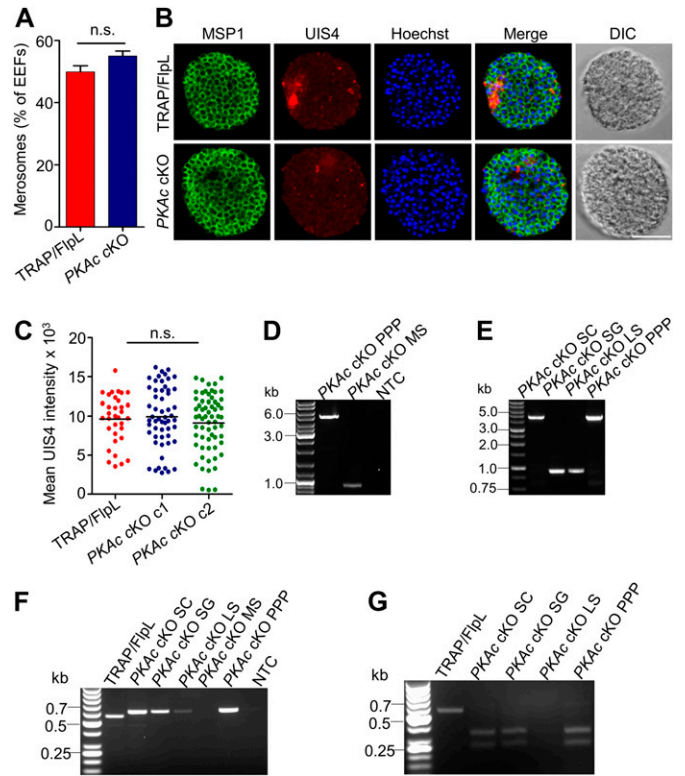 A
n.s.
Merosomes (% of EEFs)
60
40
20
0
TRAP/FlpL
PKAc cKO
B
MSP1 UIS4 Hoechst Merge DIC
TRAP/FlpL
PKAc cKO
C
n.s.
Mean UIS4 intensity x 10³
20
15
10
5
0
TRAP/FlpL
PKAc cKO c1
PKAc cKO c2
D
PKAc cKO PPP
PKAc cKO MS
NTC
kb
6.0
3.0
1.0
E
PKAc cKO SC
PKAc cKO SG
PKAc cKO LS
PKAc cKO PPP
kb
5.0
3.0
2.0
1.0
0.75
F
TRAP/FlpL
PKAc cKO SC
PKAc cKO SG
PKAc cKO LS
PKAc cKO MS
PKAc cKO PPP
NTC
kb
0.7
0.5
0.25
G
TRAP/FlpL
PKAc cKO SC
PKAc cKO SG
PKAc cKO LS
PKAc cKO PPP
kb
0.7
0.5
0.25